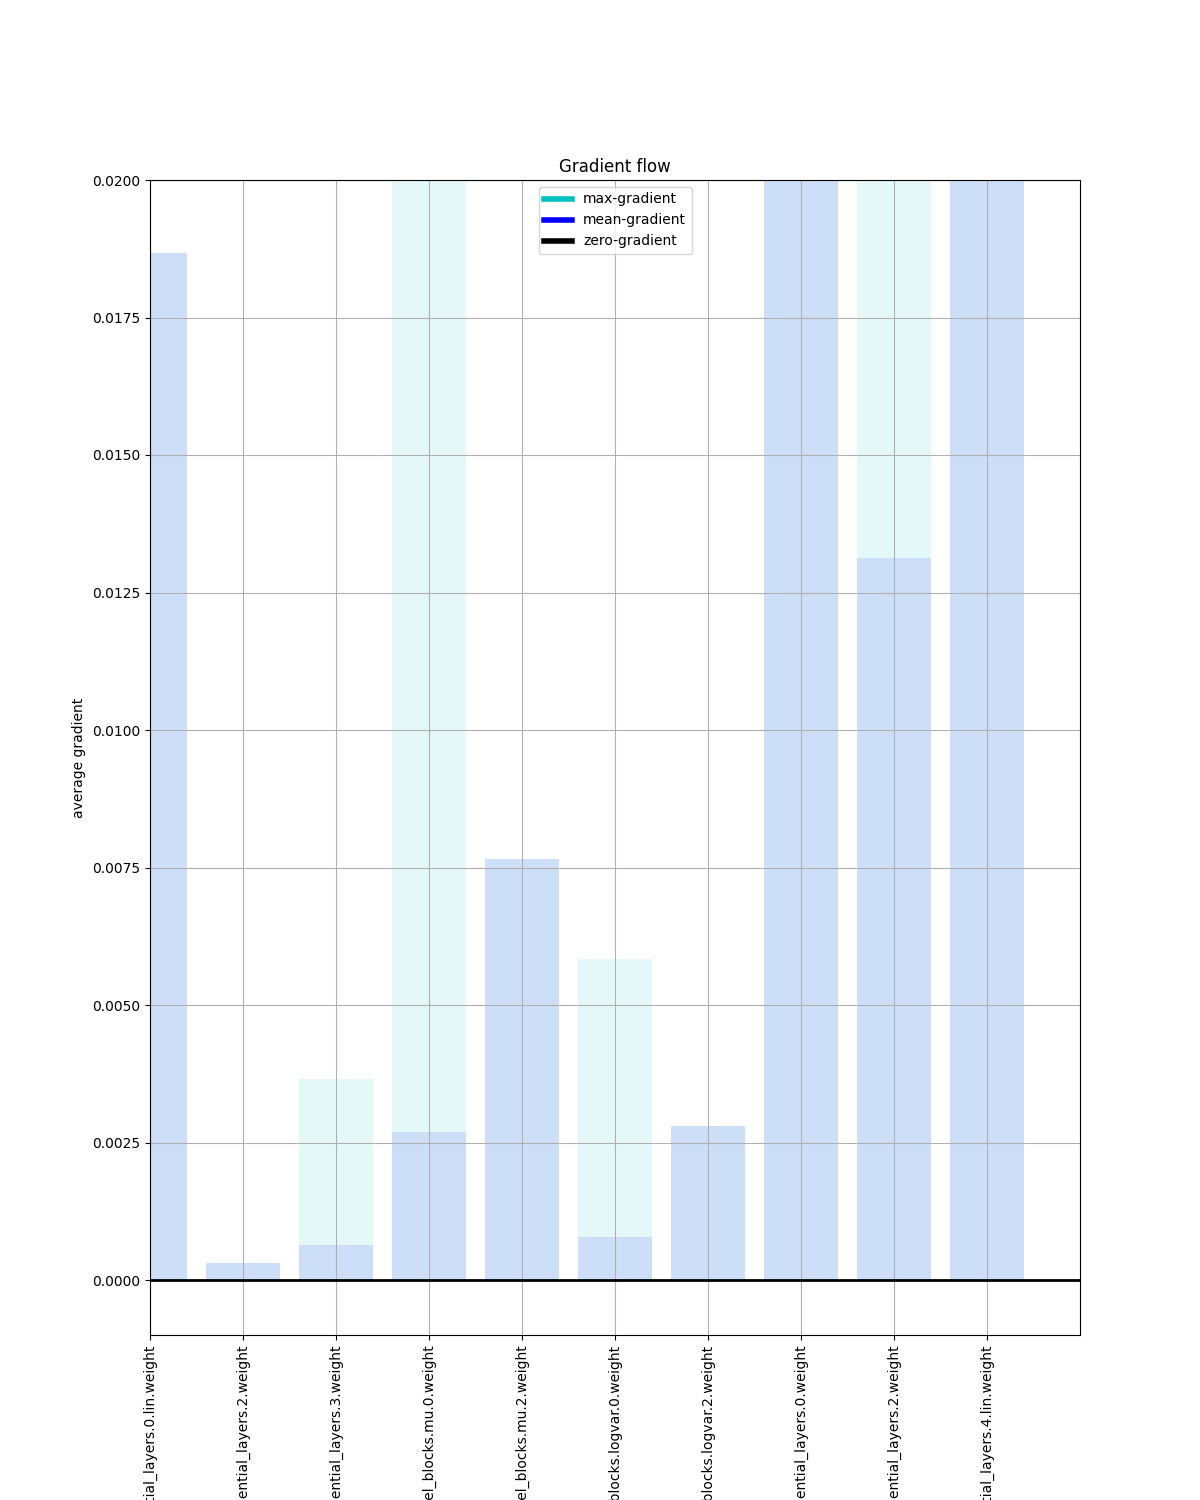 Gradient flow
max-gradient
mean-gradient
zero-gradient
0.0200
0.0175
0.0150
0.0125
0.0100
0.0075
0.0050
0.0025
0.0000
average gradient
tial_layers.0.lin.weight
ential_layers.2.weight
ential_layers.3.weight
el_blocks.mu.0.weight
el_blocks.mu.2.weight
blocks.logvar.0.weight
blocks.logvar.2.weight
ential_layers.0.weight
ential_layers.2.weight
tial_layers.4.lin.weight